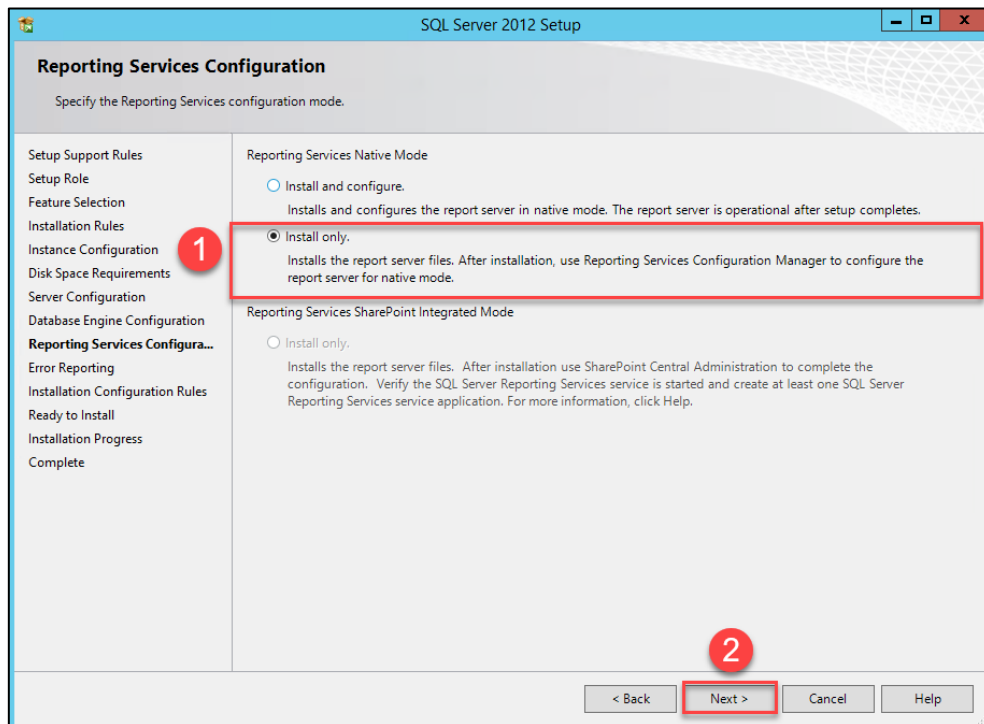 SQL Server 2012 Setup
Reporting Services Configuration
Specify the Reporting Services configuration mode.
Setup Support Rules
Setup Role
Feature Selection
Installation Rules
Instance Configuration
Disk Space Requirements
Server Configuration
Database Engine Configuration
Reporting Services Configura...
Error Reporting
Installation Configuration Rules
Ready to Install
Installation Progress
Complete
Reporting Services Native Mode
Install and configure.
Installs and configures the report server in native mode. The report server is operational after setup completes.
1
Install only.
Installs the report server files. After installation, use Reporting Services Configuration Manager to configure the
report server for native mode.
Reporting Services SharePoint Integrated Mode
Install only.
Installs the report server files. After installation use SharePoint Central Administration to complete the
configuration. Verify the SQL Server Reporting Services service is started and create at least one SQL Server
Reporting Services service application. For more information, click Help.
2
< Back
Next >
Cancel
Help